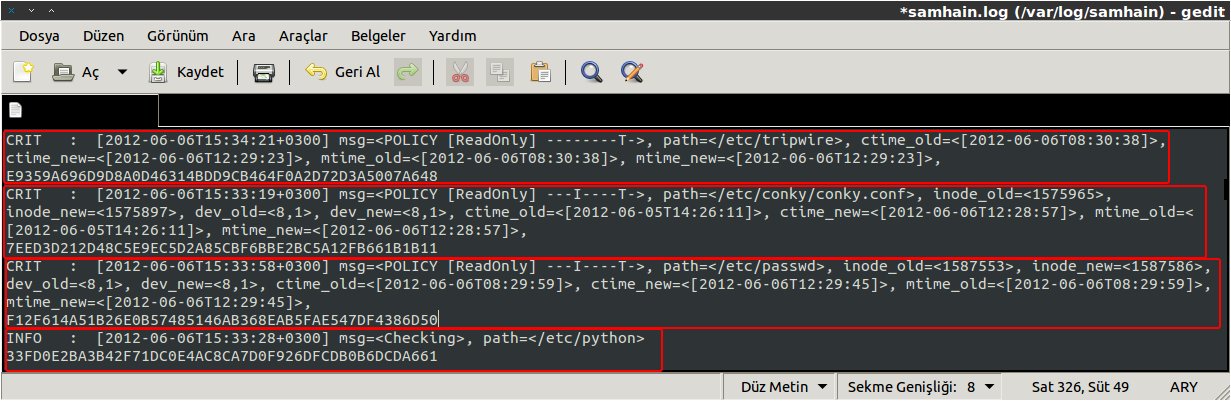 *samhain.log (/var/log/samhain) - gedit
Dosya Düzen Görünüm Ara Araçlar Belgeler Yardım
Aç Kaydet Geri Al
CRIT   :  [2012-06-06T15:34:21+0300] msg=<POLICY [ReadOnly] --------T->, path=</etc/tripwire>, ctime_old=<[2012-06-06T08:30:38]>,
ctime_new=<[2012-06-06T12:29:23]>, mtime_old=<[2012-06-06T08:30:38]>, mtime_new=<[2012-06-06T12:29:23]>,
E9359A696D9D8A0D46314BDD9CB464F0A2D72D3A5007A648
CRIT   :  [2012-06-06T15:33:19+0300] msg=<POLICY [ReadOnly] ---I----T->, path=</etc/conky/conky.conf>, inode_old=<1575965>
inode_new=<1575897>, dev_old=<8,1>, dev_new=<8,1>, ctime_old=<[2012-06-05T14:26:11]>, ctime_new=<[2012-06-06T12:28:57]>, mtime_old=<
[2012-06-05T14:26:11]>, mtime_new=<[2012-06-06T12:28:57]>,
7EED3D212D48C5E9EC5D2A85CBF6BBE2BC5A12FB661B1B11
CRIT   :  [2012-06-06T15:33:58+0300] msg=<POLICY [ReadOnly] ---I----T->, path=</etc/passwd>, inode_old=<1587553>, inode_new=<1587586>,
dev_old=<8,1>, dev_new=<8,1>, ctime_old=<[2012-06-06T08:29:59]>, ctime_new=<[2012-06-06T12:29:45]>, mtime_old=<[2012-06-06T08:29:59]>,
mtime_new=<[2012-06-06T12:29:45]>,
F12F614A51B26E0B57485146AB368EAB5FAE547DF4386D50
INFO   :  [2012-06-06T15:33:28+0300] msg=<Checking>, path=</etc/python>
33FD0E2BA3B42F71DC0E4AC8CA7D0F926DFCDB0B6DCDA661
Düz Metin Sekme Genişliği: 8 Sat 326, Süt 49 ARY